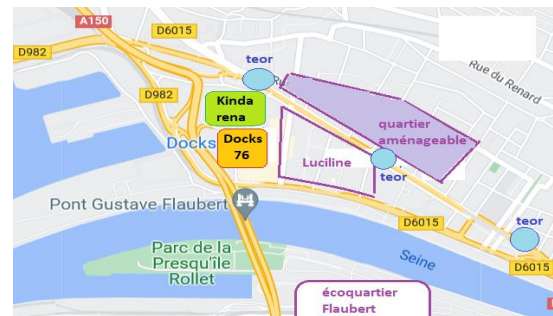 A150
D6015
D982
teor
Rue du Renard
D982
Ru
Kinda
rena
quartier
aménageable
Docks
Docks
76
Luciline
teor
Pont Gustave Flaubert
D6015
teor
Parc de la
Presqu'île
Rollet
Seine
D6015
écoquartier
Flaubert